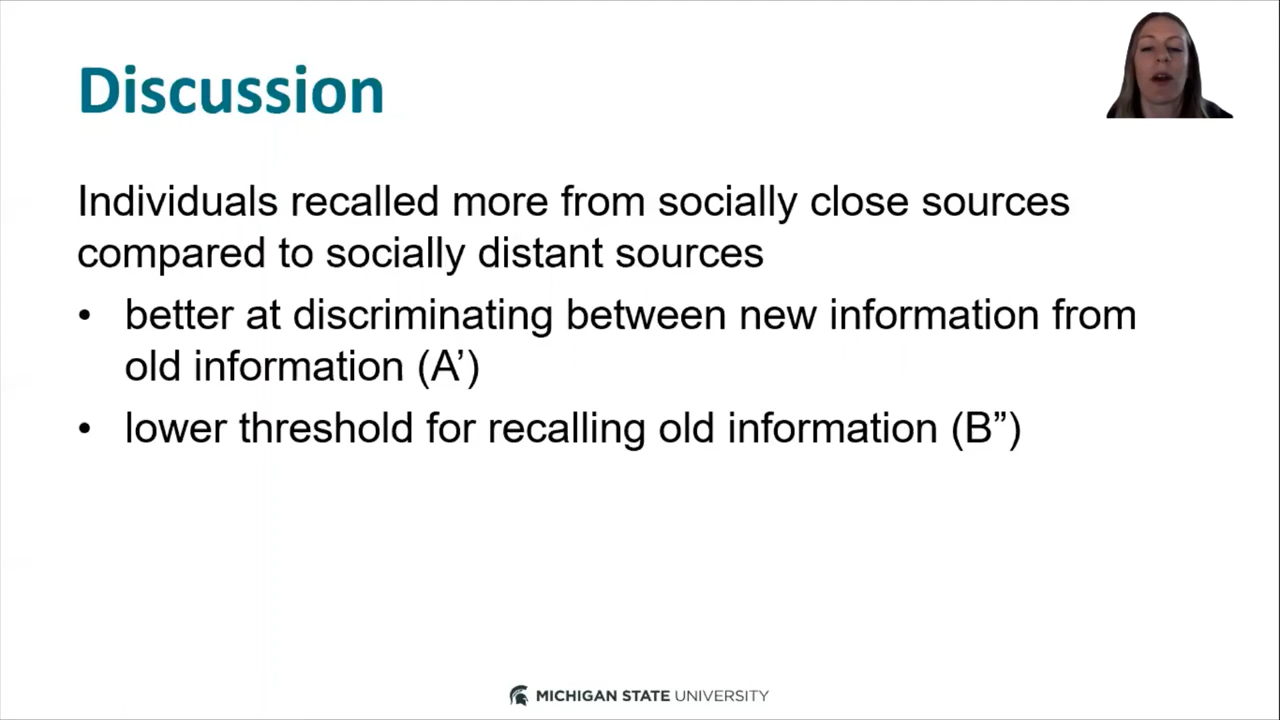 Discussion
Individuals recalled more from socially close sources
compared to socially distant sources
• better at discriminating between new information from
old information (A’)
• lower threshold for recalling old information (B”)
MICHIGAN STATE UNIVERSITY